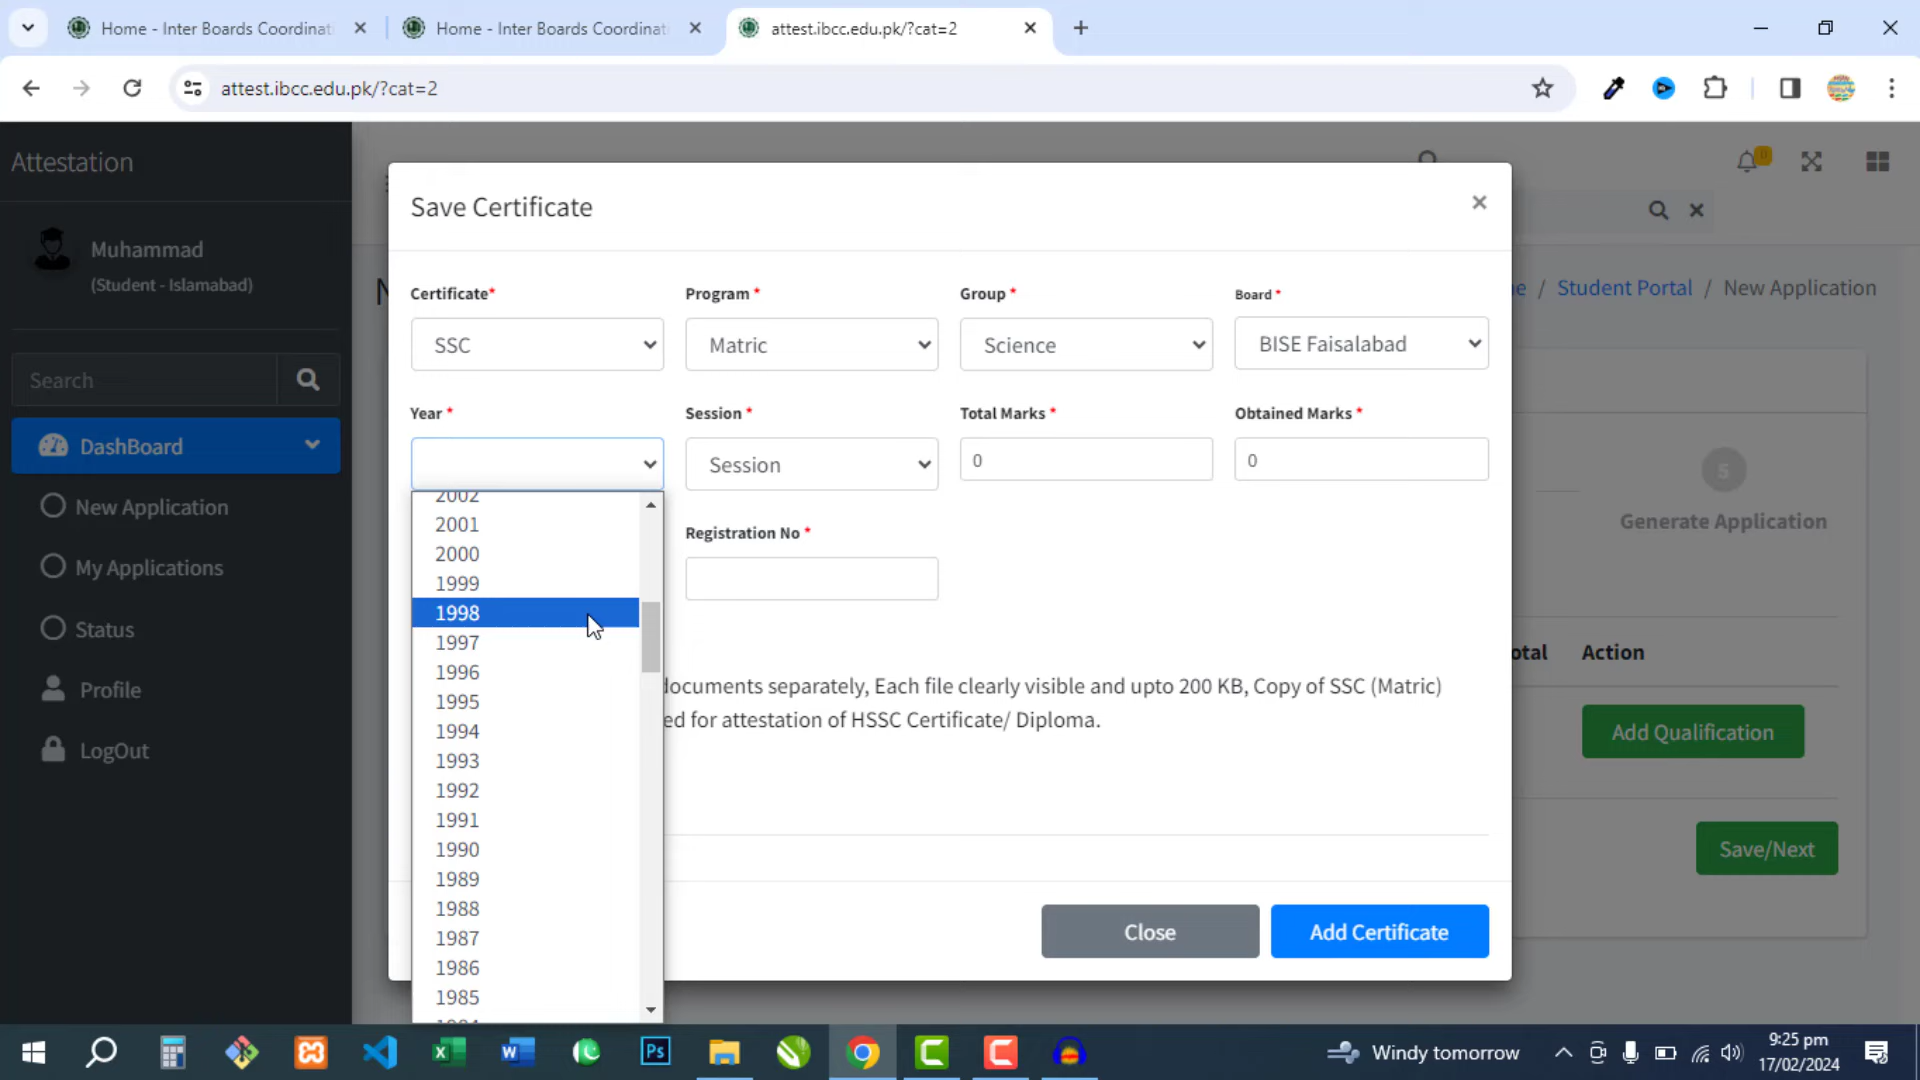 Home - Inter Boards Coordinati
Home - Inter Boards Coordinati
attest.ibcc.edu.pk/?cat=2
attest.ibcc.edu.pk/?cat=2
Attestation
Save Certificate
×
Muhammad
(Student - Islamabad)
Certificate*
Program *
Group *
Board *
/ Student Portal / New Application
SSC
Matric
Science
BISE Faisalabad
Search
Year *
Session *
Total Marks *
Obtained Marks *
DashBoard
Session
0
0
5
New Application
Generate Application
2002
2001
2000
1999
1998
1997
1996
1995
1994
1993
1992
1991
1990
1989
1988
1987
1986
1985
Registration No *
My Applications
Status
Action
Profile
documents separately, Each file clearly visible and upto 200 KB, Copy of SSC (Matric)
ed for attestation of HSSC Certificate/ Diploma.
Add Qualification
LogOut
Save/Next
Close
Add Certificate
Ps
Windy tomorrow
9:25 pm
17/02/2024